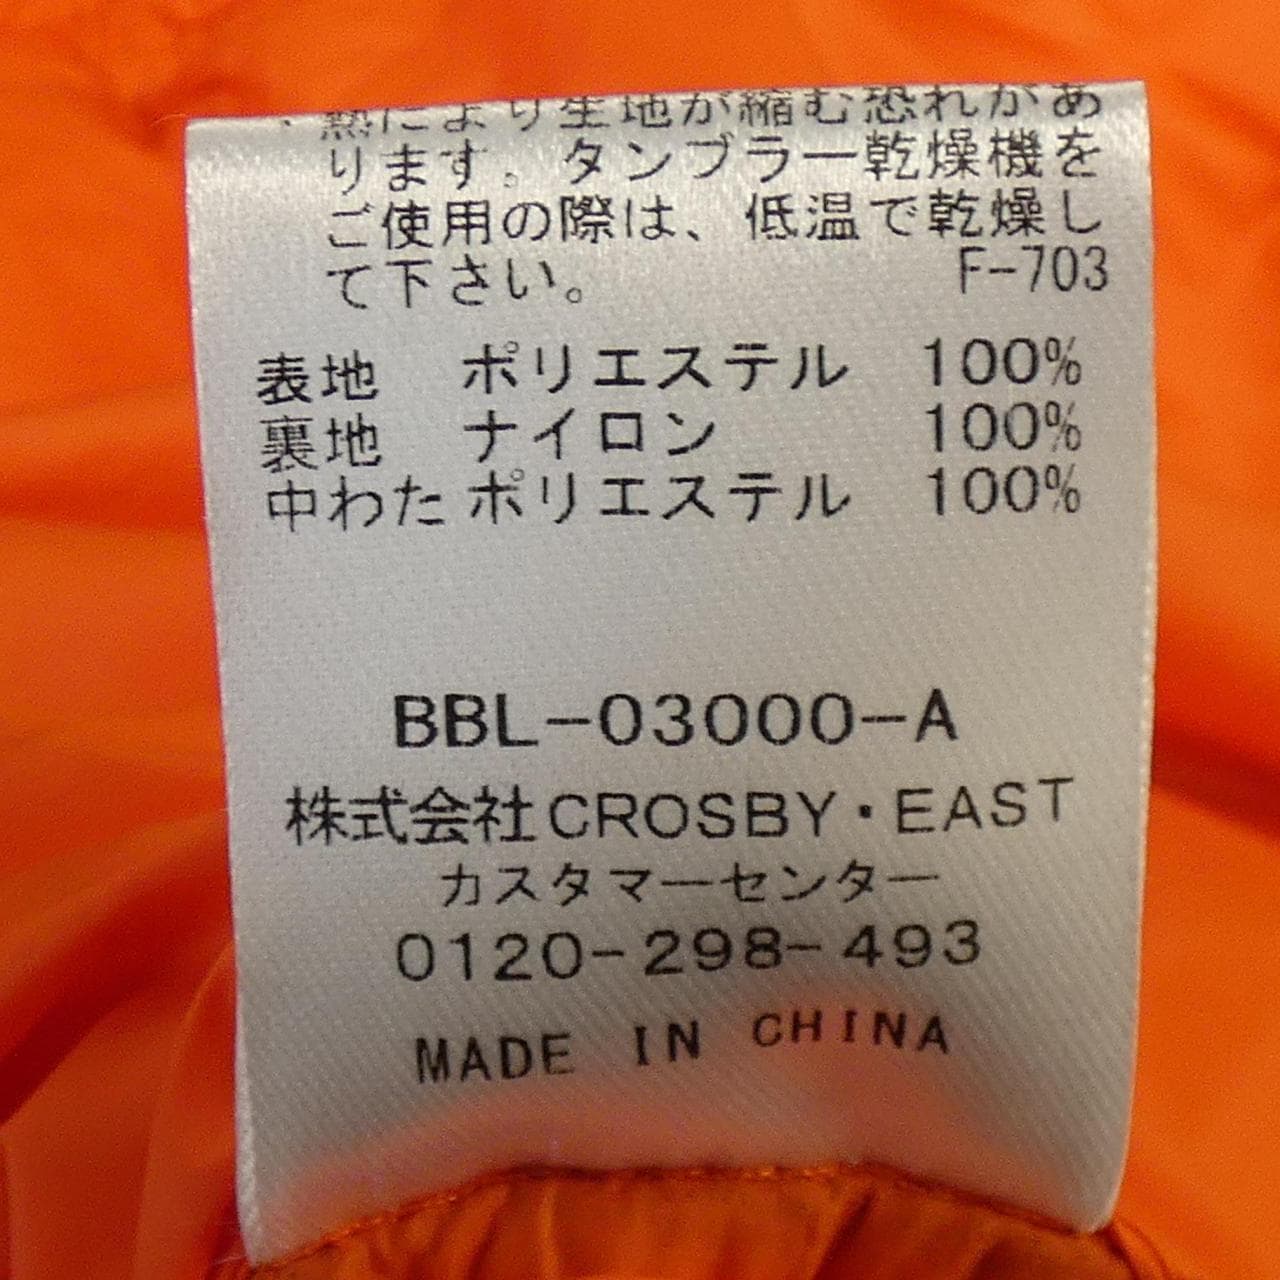 ・熱により生地が縮む恐れがあ
ります。タンブラー乾燥機を
ご使用の際は、低温で乾燥し
て下さい。 F-703
表地 ポリエステル 100%
裏地 ナイロン 100%
中わた ポリエステル 100%
BBL-03000-A
株式会社CROSBY・EAST
カスタマーセンター
0120-298-493
MADE IN CHINA